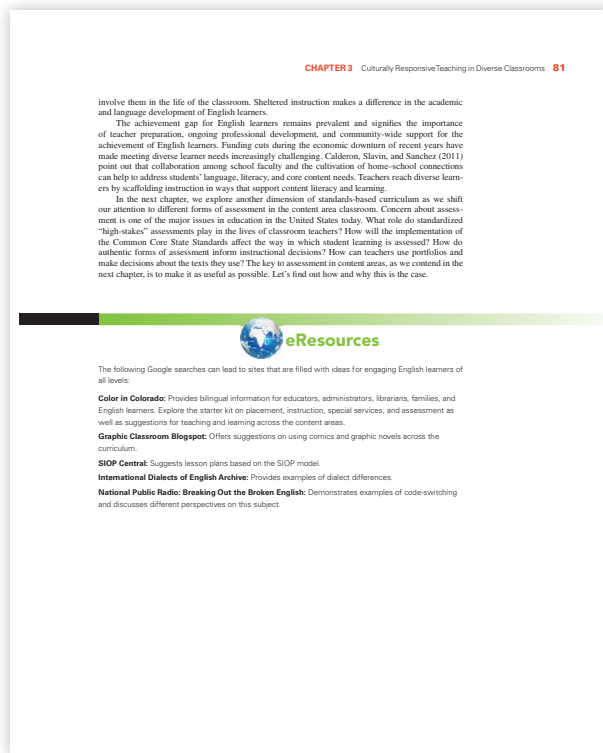 CHAPTER 3 Culturally Responsive Teaching in Diverse Classrooms 81
involve them in the life of the classroom. Sheltered instruction makes a difference in the academic
and language development of English learners.
The achievement gap for English learners remains prevalent and signifies the importance
of teacher preparation, ongoing professional development, and community-wide support for the
achievement of English learners. Funding cuts during the economic downturn of recent years have
made meeting diverse learner needs increasingly challenging. Calderon, Slavin, and Sanchez (2011)
point out that collaboration among school faculty and the cultivation of home–school connections
can help to address students' language, literacy, and core content needs. Teachers reach diverse learn-
ers by scaffolding instruction in ways that support content literacy and learning.
In the next chapter, we explore another dimension of standards-based curriculum as we shift
our attention to different forms of assessment in the content area classroom. Concern about assess-
ment is one of the major issues in education in the United States today. What role do standardized
"high-stakes" assessments play in the lives of classroom teachers? How will the implementation of
the Common Core State Standards affect the way in which student learning is assessed? How do
authentic forms of assessment inform instructional decisions? How can teachers use portfolios and
make decisions about the texts they use? The key to assessment in content areas, as we contend in the
next chapter, is to make it as useful as possible. Let's find out how and why this is the case.
eResources
The following Google searches can lead to sites that are filled with ideas for engaging English learners of
all levels:
Color in Colorado: Provides bilingual information for educators, administrators, librarians, families, and
English learners. Explore the starter kit on placement, instruction, special services, and assessment as
well as suggestions for teaching and learning across the content areas.
Graphic Classroom Blogspot: Offers suggestions on using comics and graphic novels across the
curriculum.
SIOP Central: Suggests lesson plans based on the SIOP model.
International Dialects of English Archive: Provides examples of dialect differences.
National Public Radio: Breaking Out the Broken English: Demonstrates examples of code-switching
and discusses different perspectives on this subject.